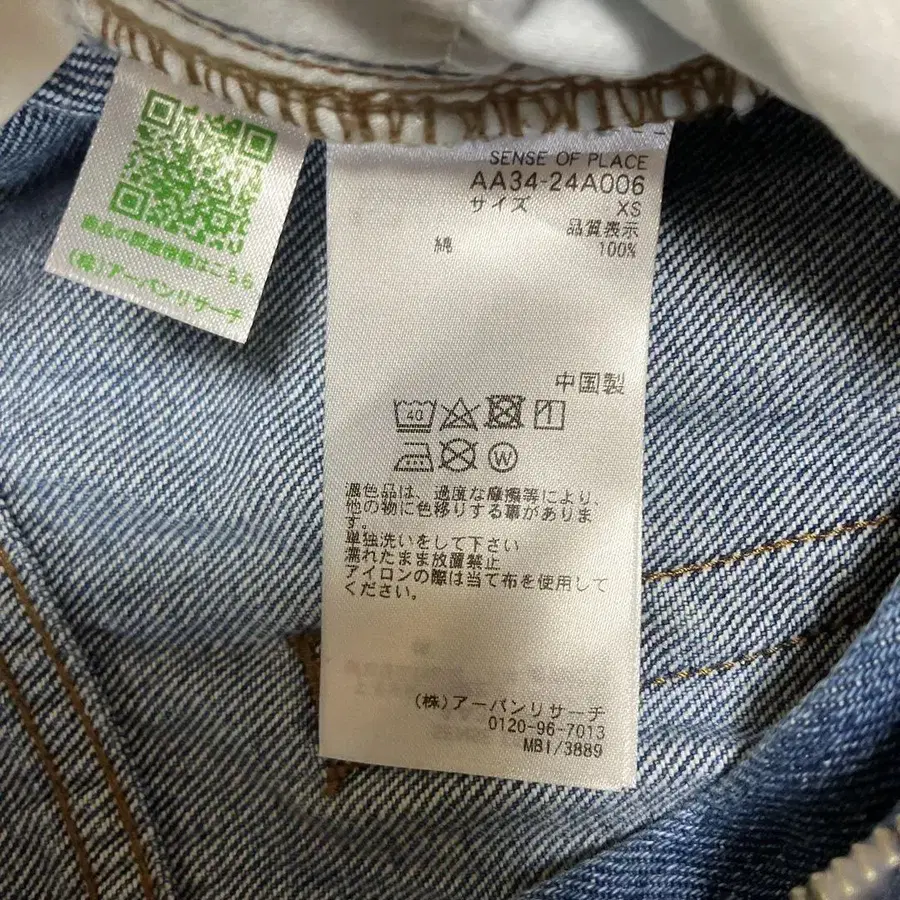 商品の関連情報はこちら
(株)アーバンリサーチ
SENSE OF PLACE
AA34-24A006
サイズ XS
品質表示
綿 100%
中国製
40
W
濃色品は、過度な摩擦等により、
他の物に色移りする事がありま
す。
単独洗いをして下さい
濡れたまま放置禁止
アイロンの際は当て布を使用して
ください。
(株)アーバンリサーチ
0120-96-7013
MBI/3889